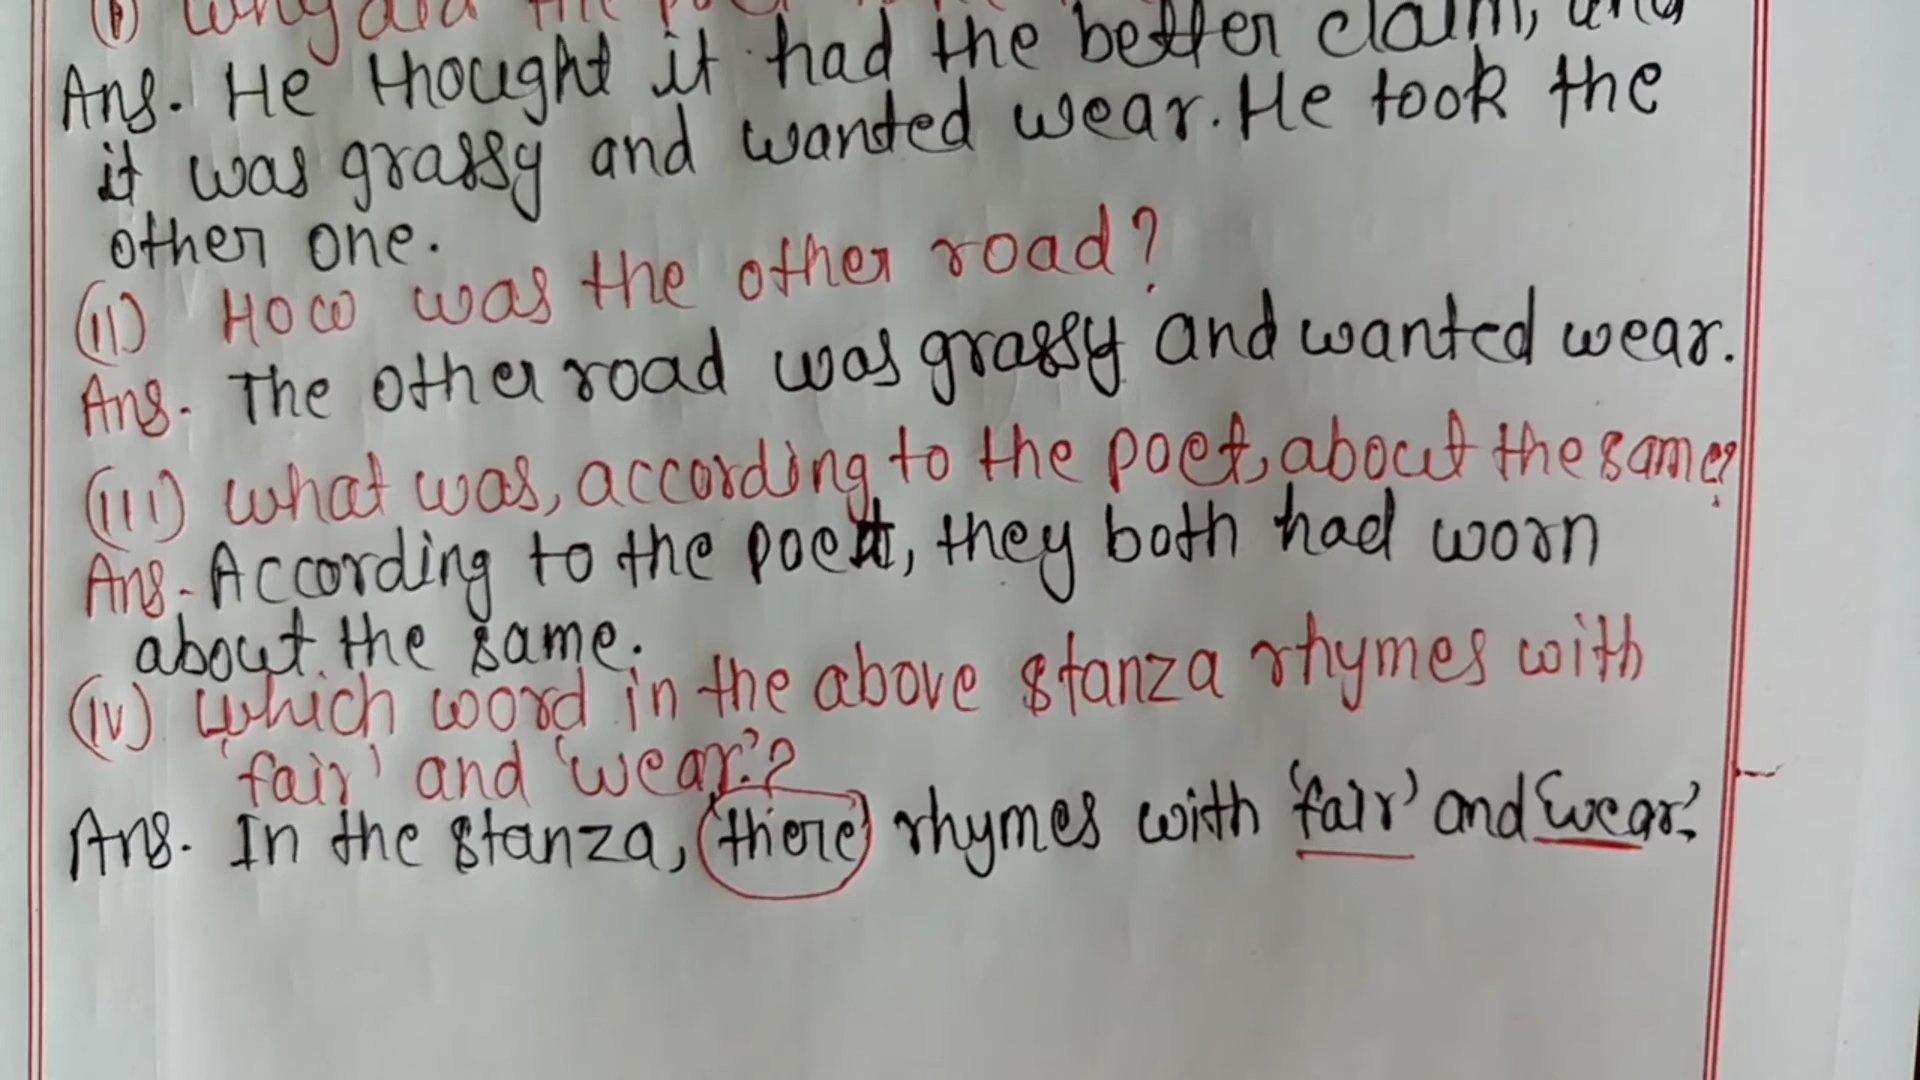 (i) Why did the
Ans. He thought it had the better claim, and
it was grassy and wanted wear. He took the
other one.
(ii) How was the other road?
Ans. The other road was grassy and wanted wear.
(iii) What was, according to the poet, about the same?
Ans. According to the poet, they both had worn
about the same.
(iv) Which word in the above stanza rhymes with
'fair' and 'wear'?
Ans. In the stanza, there rhymes with 'fair' and 'wear'.